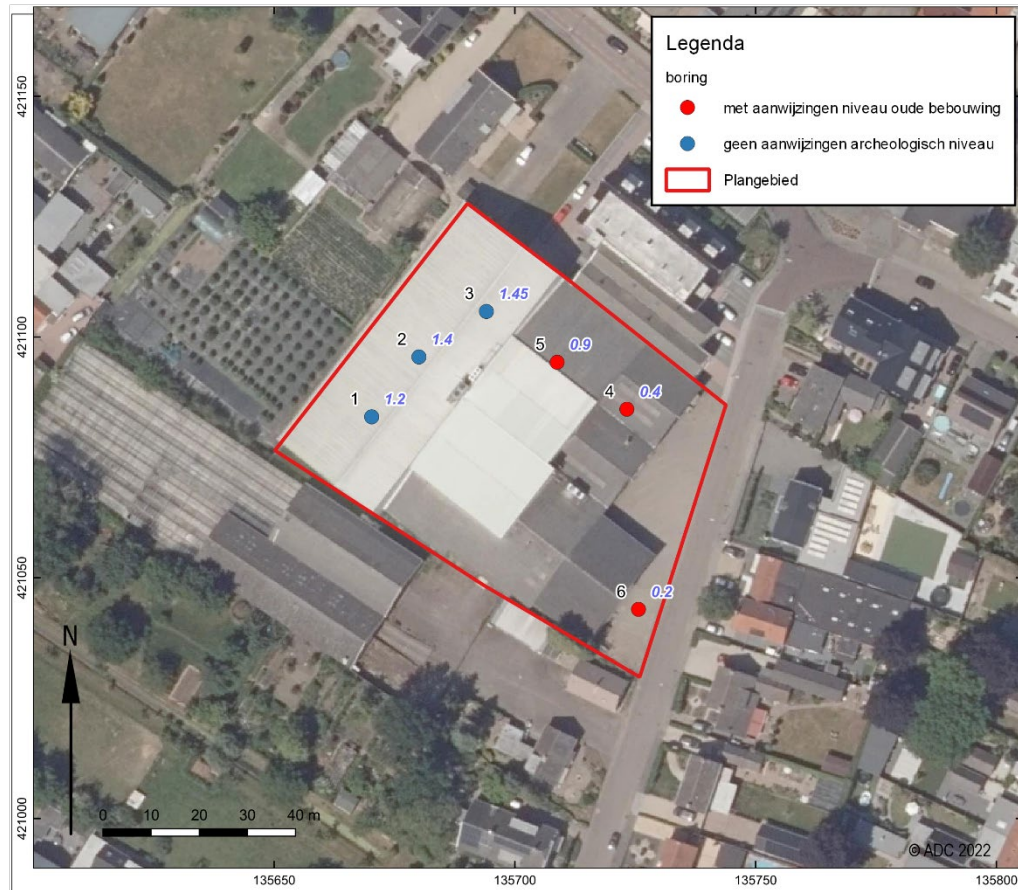 Legenda
boring
met aanwijzingen niveau oude bebouwing
geen aanwijzingen archeologisch niveau
Plangebied
421150
421100
421050
421000
3 1.45
2 1.4
1 1.2
5 0.9
4 0.4
6 0.2
N
0 10 20 30 40 m
© ADC 2022
135650 135700 135750 135800